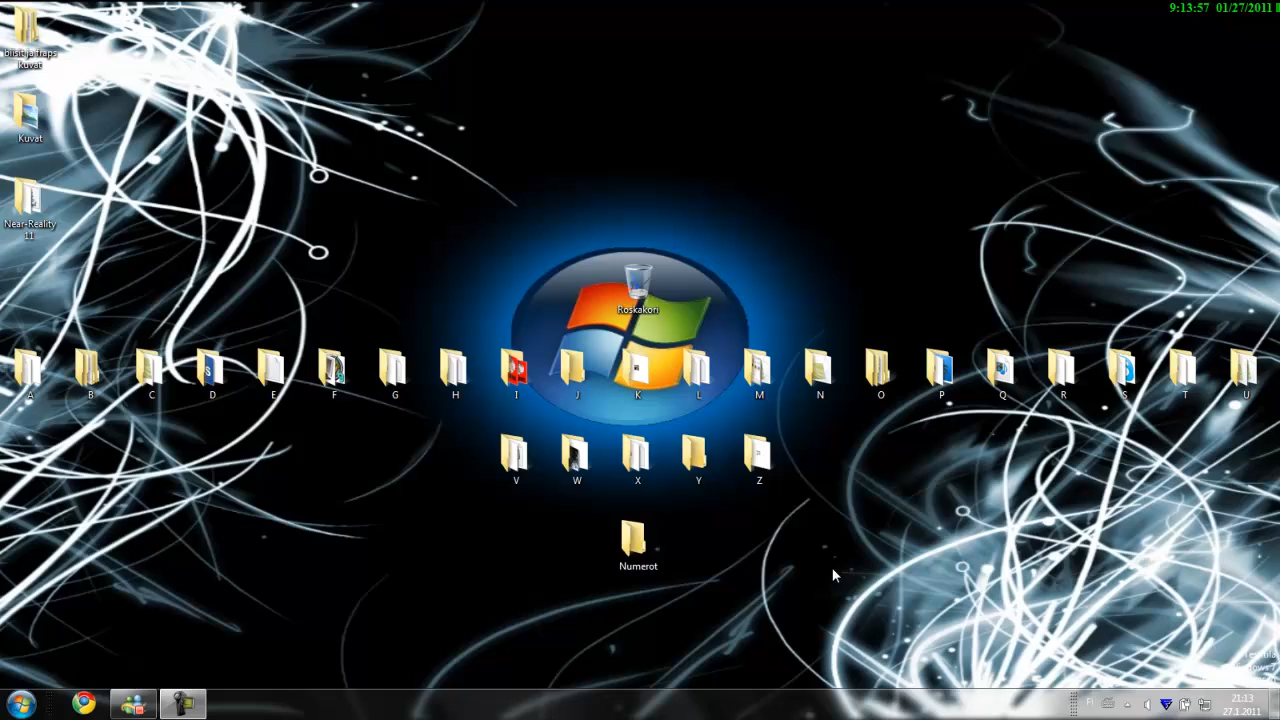 9:13:57 01/27/2011
biisit ja fraps
kuvat
Kuvat
Near-Reality
11
Roskakori
A B C D E F G H I J K L M N O P Q R S T U
V W X Y Z
Numerot
FI
21:13
27.1.2011